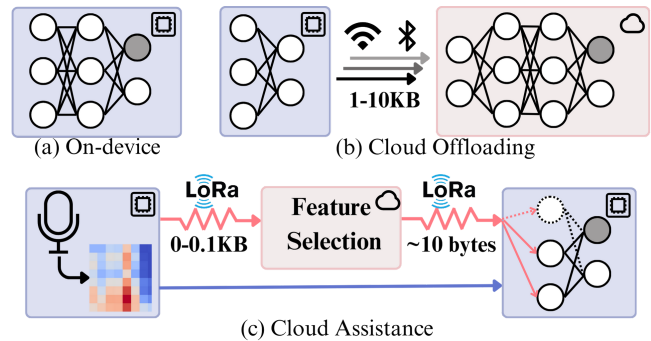 1-10KB
(a) On-device
(b) Cloud Offloading
LoRa
LoRa
Feature
Selection
0-0.1KB
~10 bytes
(c) Cloud Assistance